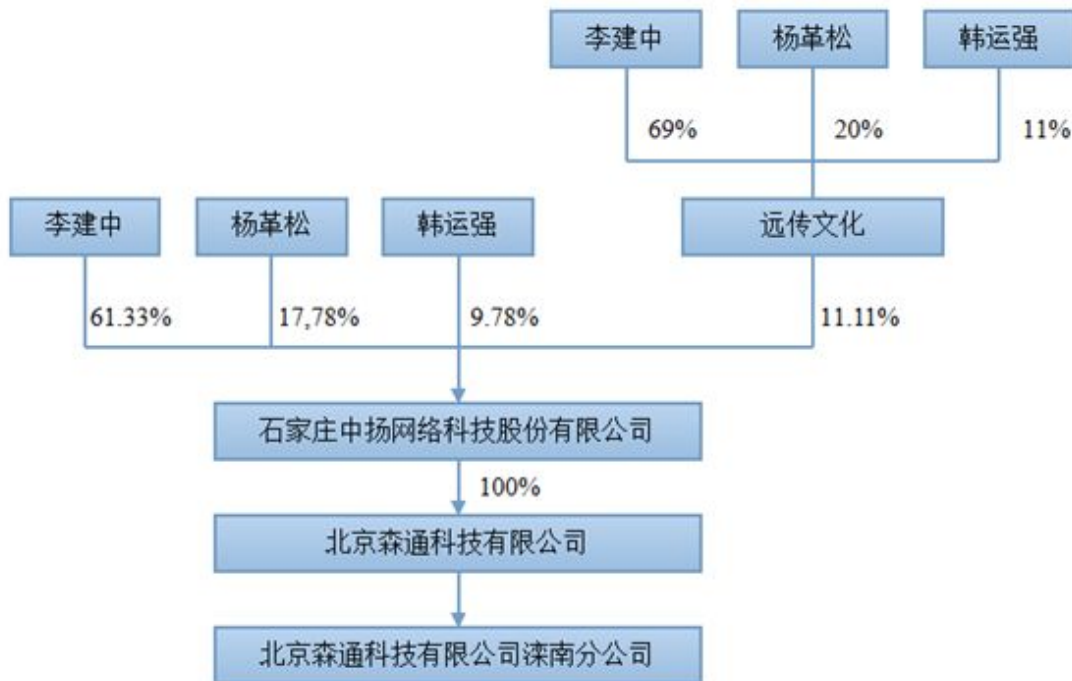 李建中
杨革松
韩运强
69%
20%
11%
李建中
杨革松
韩运强
远传文化
61.33%
17,78%
9.78%
11.11%
石家庄中扬网络科技股份有限公司
100%
北京森通科技有限公司
北京森通科技有限公司滦南分公司